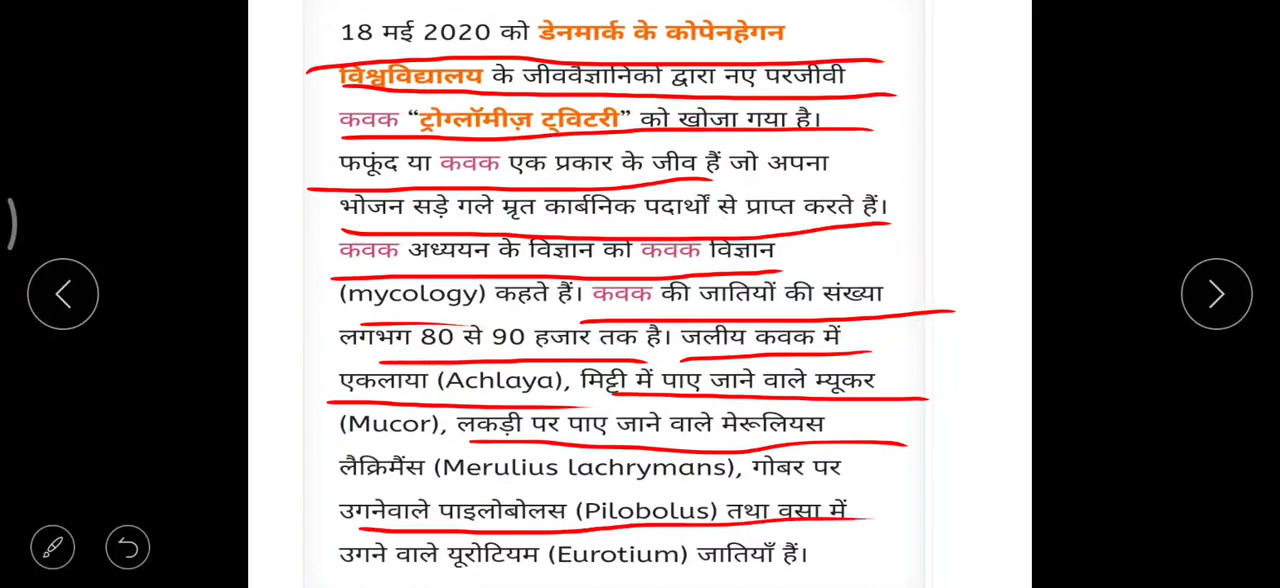 18 मई 2020 को डेनमार्क के कोपेनहेगन
विश्वविद्यालय के जीववैज्ञानिकों द्वारा नए परजीवी
कवक “ट्रोग्लॉमीज़ ट्विटरी” को खोजा गया है।
फफूंद या कवक एक प्रकार के जीव हैं जो अपना
भोजन सड़े गले म्रृत कार्बनिक पदार्थों से प्राप्त करते हैं।
कवक अध्ययन के विज्ञान को कवक विज्ञान
(mycology) कहते हैं। कवक की जातियों की संख्या
लगभग 80 से 90 हजार तक है। जलीय कवक में
एकलाया (Achlaya), मिट्टी में पाए जाने वाले म्यूकर
(Mucor), लकड़ी पर पाए जाने वाले मेरूलियस
लैक्रिमैंस (Merulius lachrymans), गोबर पर
उगनेवाले पाइलोबोलस (Pilobolus) तथा वसा में
उगने वाले यूरोटियम (Eurotium) जातियाँ हैं।